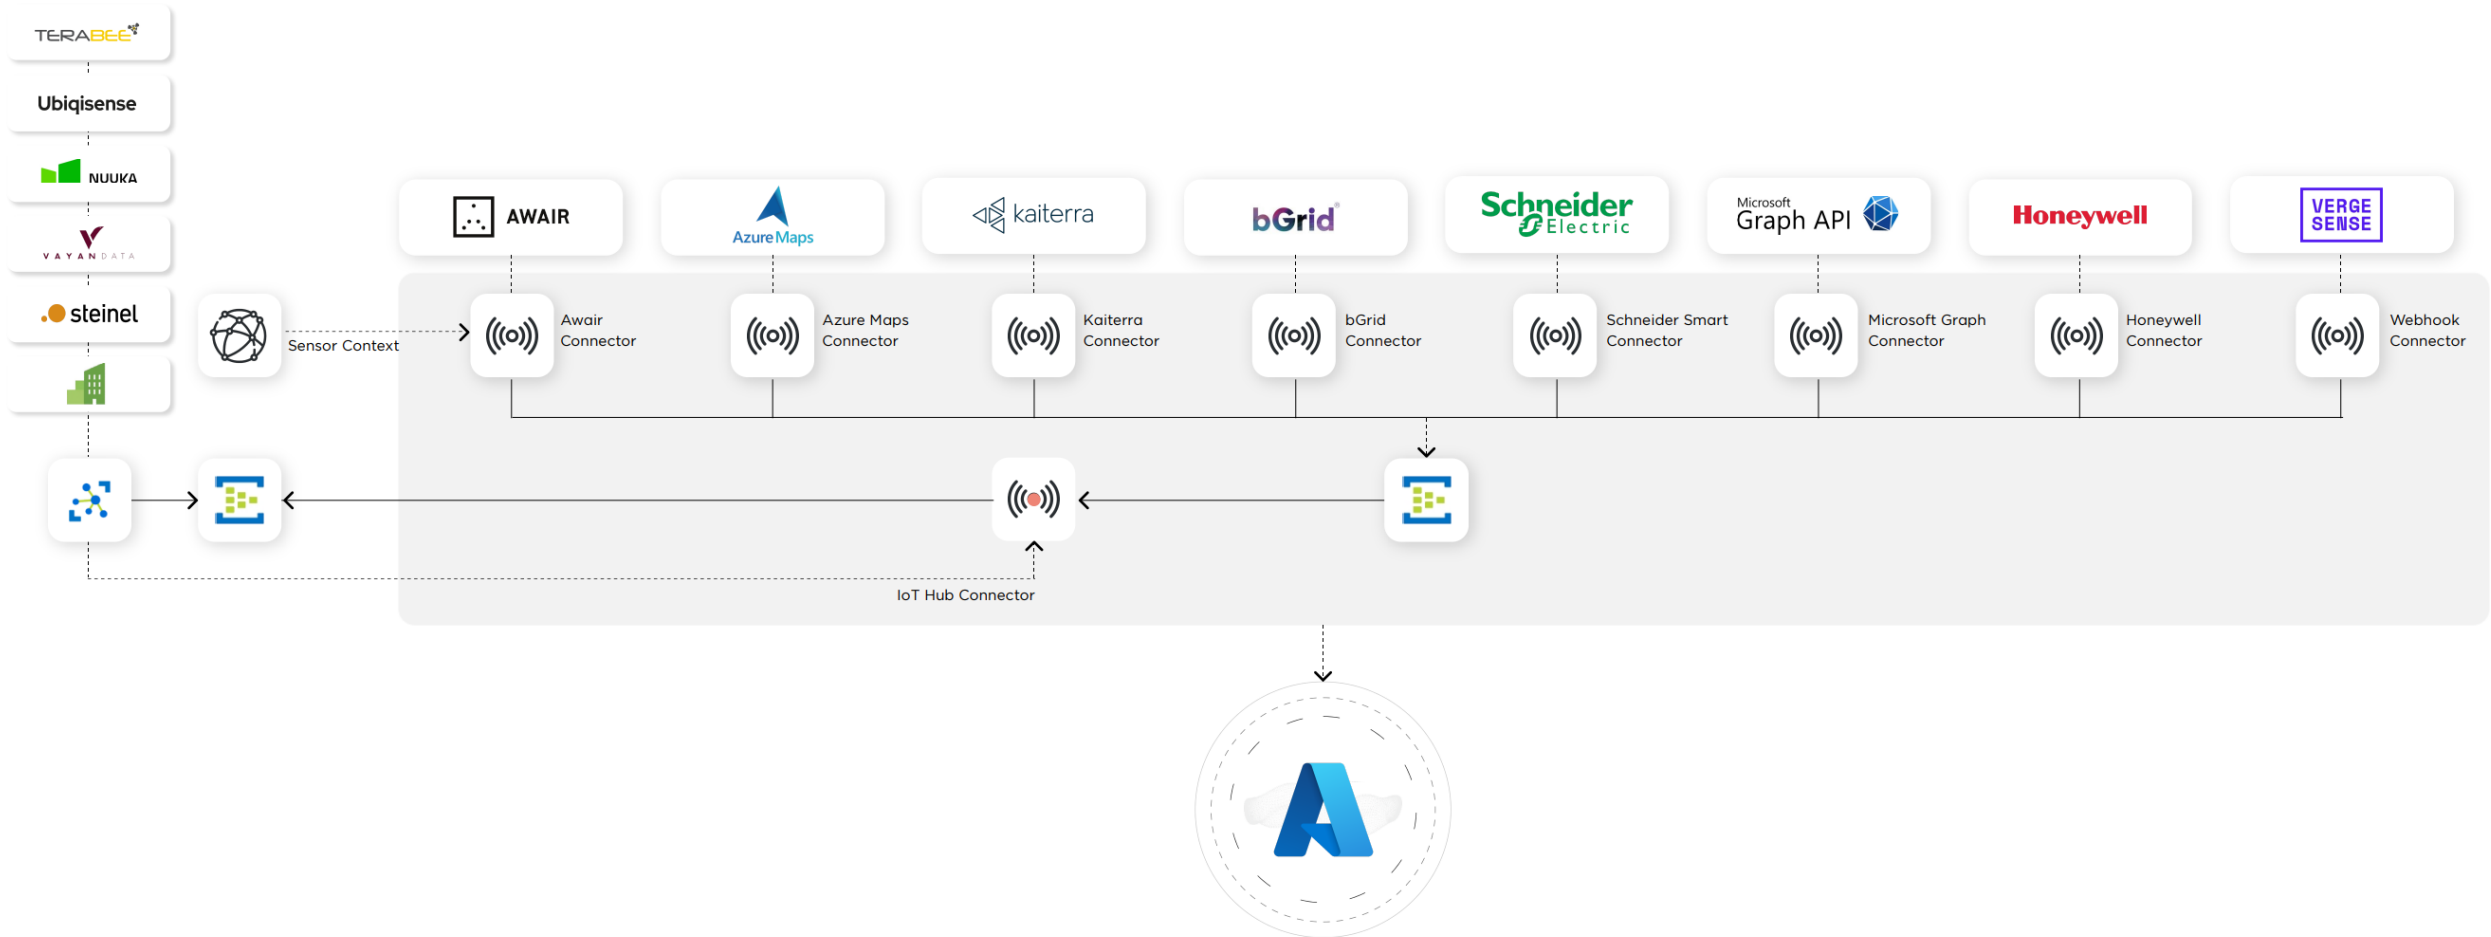 TERABEE
Ubiqisense
NUUKA
VAYANDATA
steinel
AWAIR
Azure Maps
kaiterra
bGrid®
Schneider
Electric
Microsoft
Graph API
Honeywell
VERGE
SENSE
Sensor Context
Awair
Connector
Azure Maps
Connector
Kaiterra
Connector
bGrid
Connector
Schneider Smart
Connector
Microsoft Graph
Connector
Honeywell
Connector
Webhook
Connector
IoT Hub Connector